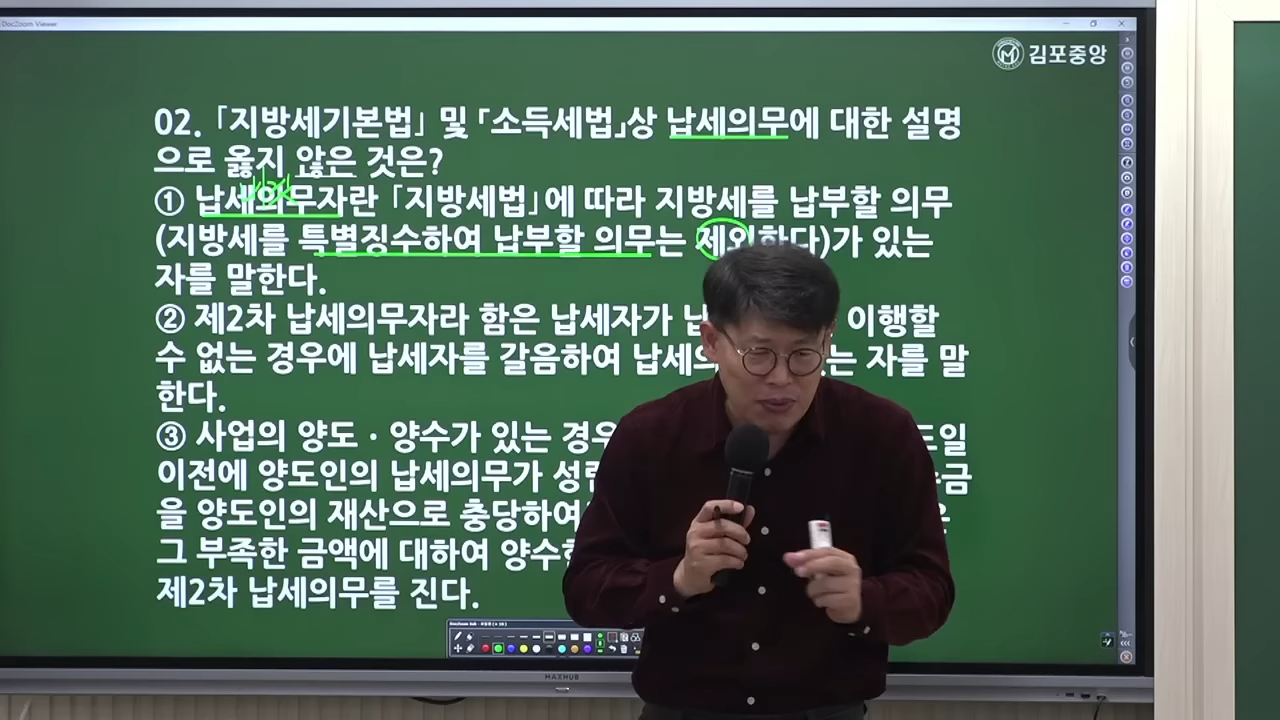 DocZoom Viewer
김포중앙
02. 「지방세기본법」 및 「소득세법」상 납세의무에 대한 설명
으로 옳지 않은 것은?
① 납세의무자란 「지방세법」에 따라 지방세를 납부할 의무
(지방세를 특별징수하여 납부할 의무는 제외한다)가 있는
자를 말한다.
② 제2차 납세의무자라 함은 납세자가 이행할
수 없는 경우에 납세자를 갈음하여 자를 말
한다.
③ 사업의 양도 · 양수가 있는
이전에 양도인의 납세의무가
을 양도인의 재산으로 충당하여
그 부족한 금액에 대하여
제2차 납세의무를 진다.
MAXHUB